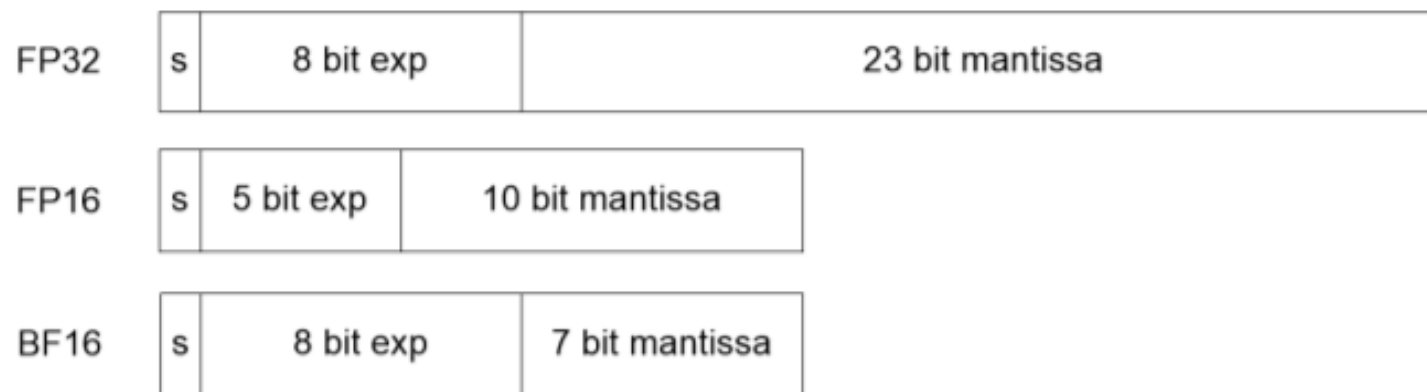 FP32 s 8 bit exp 23 bit mantissa
FP16 s 5 bit exp 10 bit mantissa
BF16 s 8 bit exp 7 bit mantissa